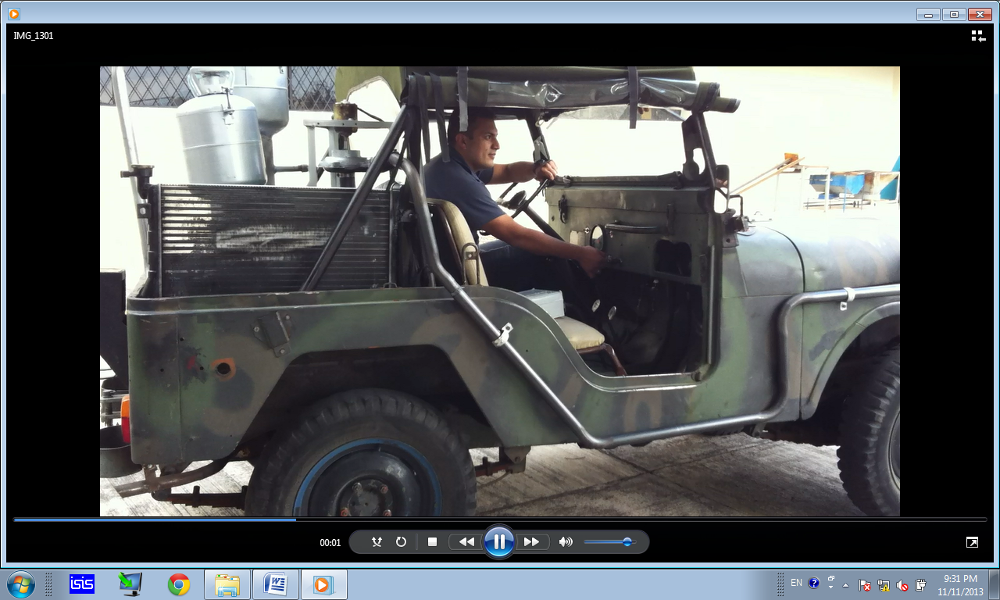 IMG_1301
00:01
isis
W
EN
?
9:31 PM
11/11/2013